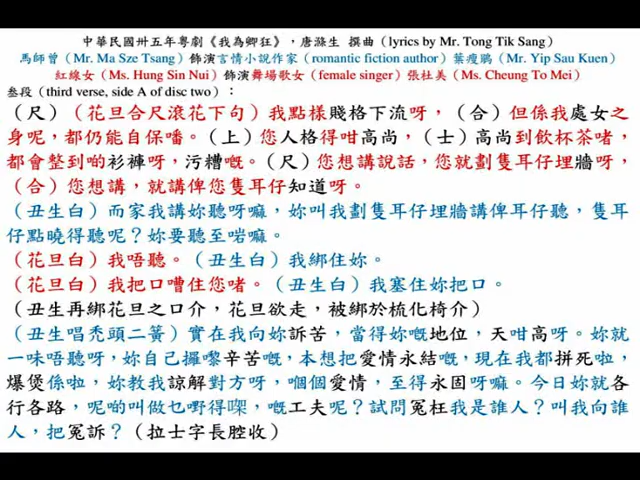 中華民國卅五年粵劇《我為卿狂》，唐滌生 撰曲（lyrics by Mr. Tong Tik Sang）
馬師曾（Mr. Ma Sze Tsang）飾演言情小說作家（romantic fiction author）葉瘦鵑（Mr. Yip Sau Kuen）
紅線女（Ms. Hung Sin Nui）飾演舞場歌女（female singer）張杜美（Ms. Cheung To Mei）
叁段（third verse, side A of disc two）：
（尺）（花旦合尺滾花下句）我點樣賤格下流呀，（合）但係我處女之
身呢，都仍能自保噃。（上）您人格得咁高尚，（士）高尚到飲杯茶啫，
都會整到啲衫褲呀，污糟嘅。（尺）您想講說話，您就劃隻耳仔埋牆呀，
（合）您想講，就講俾您隻耳仔知道呀。
（丑生白）而家我講妳聽呀嘛，妳叫我劃隻耳仔埋牆講俾耳仔聽，隻耳
仔點曉得聽呢？妳要聽至啱嘛。
（花旦白）我唔聽。（丑生白）我綁住妳。
（花旦白）我把口嘈住您啫。（丑生白）我塞住妳把口。
（丑生再綁花旦之口介，花旦欲走，被綁於梳化椅介）
（丑生唱禿頭二簧）實在我向妳訴苦，當得妳嘅地位，天咁高呀。妳就
一味唔聽呀，妳自己攞嚟辛苦嘅，本想把愛情永結嘅，現在我都拼死啦，
爆煲係啦，妳教我諒解對方呀，嗰個愛情，至得永固呀嘛。今日妳就各
行各路，呢啲叫做乜嘢得㗎，嘅工夫呢？試問冤枉我是誰人？叫我向誰
人，把冤訴？（拉士字長腔收）